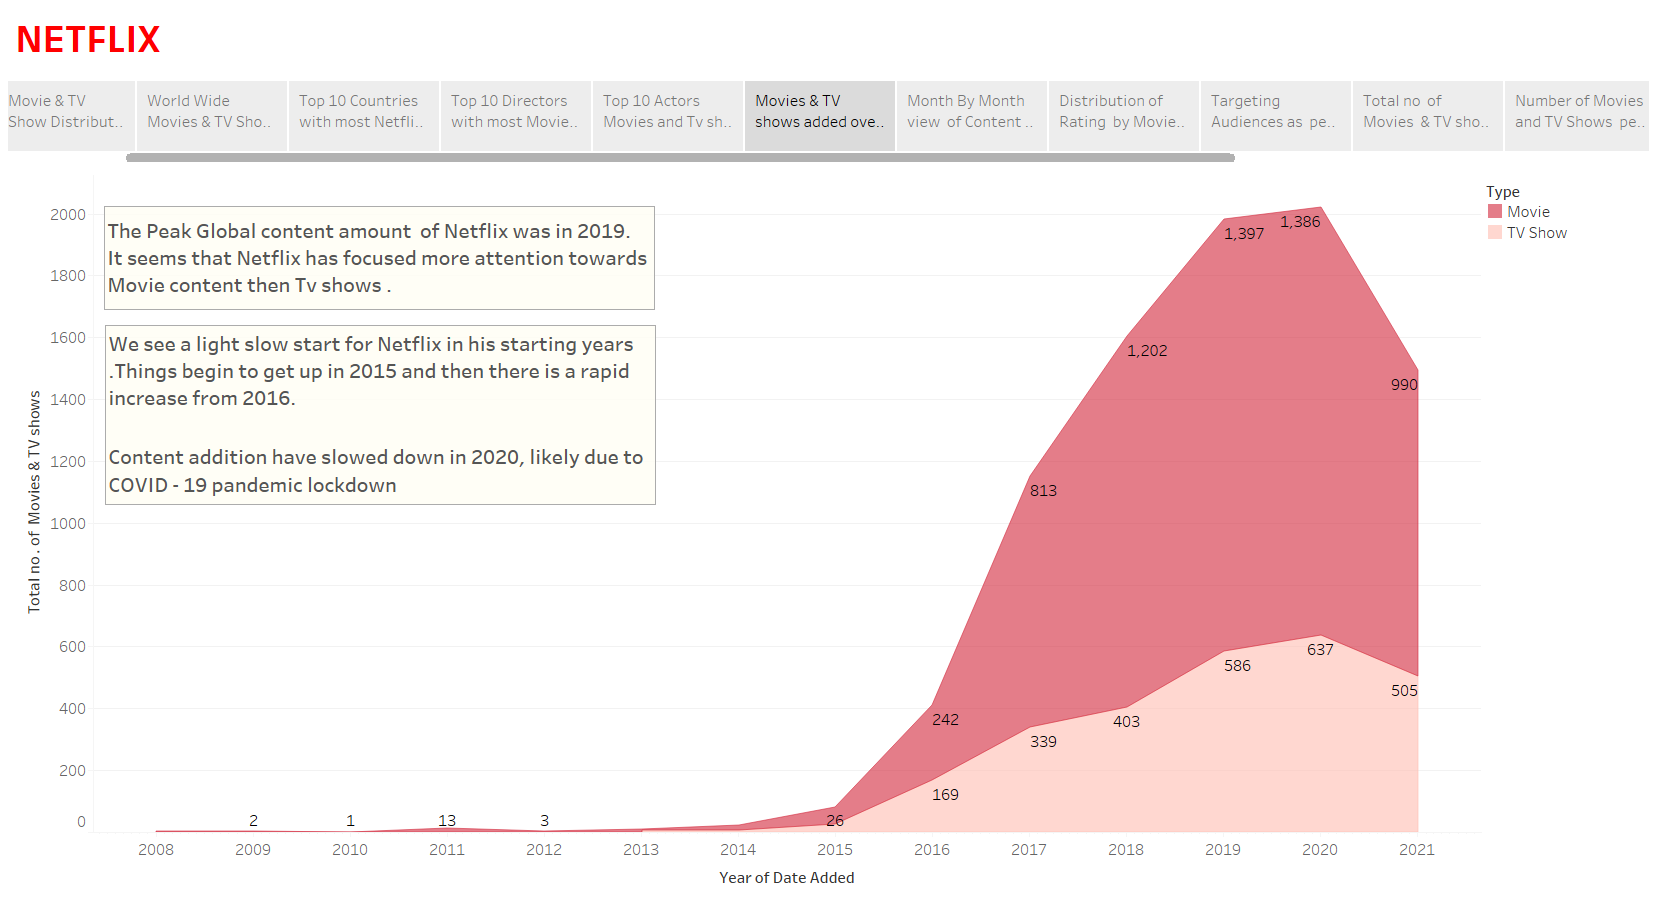 NETFLIX
Movie & TV
Show Distribut..
World Wide
Movies & TV Sho..
Top 10 Countries
with most Netfli..
Top 10 Directors
with most Movie..
Top 10 Actors
Movies and Tv sh..
Movies & TV
shows added ove..
Month By Month
view of Content ..
Distribution of
Rating by Movie..
Targeting
Audiences as pe..
Total no of
Movies & TV sho..
Number of Movies
and TV Shows pe..
The Peak Global content amount of Netflix was in 2019.
It seems that Netflix has focused more attention towards
Movie content then Tv shows .
We see a light slow start for Netflix in his starting years
.Things begin to get up in 2015 and then there is a rapid
increase from 2016.
Content addition have slowed down in 2020, likely due to
COVID - 19 pandemic lockdown
Type
Movie
TV Show
Total no. of Movies & TV shows
2000
1800
1600
1400
1200
1000
800
600
400
200
0
2
1
13
3
26
242
169
813
339
1,202
403
1,397
586
1,386
637
990
505
2008
2009
2010
2011
2012
2013
2014
2015
2016
2017
2018
2019
2020
2021
Year of Date Added